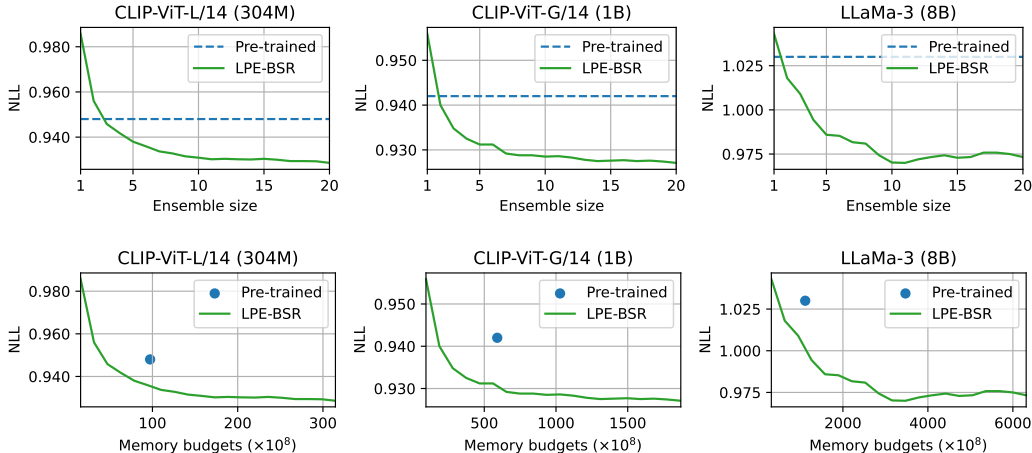 CLIP-ViT-L/14 (304M)
NLL
0.980
0.960
0.940
Pre-trained
LPE-BSR
1
5
10
15
20
Ensemble size
CLIP-ViT-G/14 (1B)
NLL
0.950
0.940
0.930
Pre-trained
LPE-BSR
1
5
10
15
20
Ensemble size
LLaMa-3 (8B)
NLL
1.025
1.000
0.975
Pre-trained
LPE-BSR
1
5
10
15
20
Ensemble size
CLIP-ViT-L/14 (304M)
NLL
0.980
0.960
0.940
Pre-trained
LPE-BSR
100
200
300
Memory budgets (×10⁸)
CLIP-ViT-G/14 (1B)
NLL
0.950
0.940
0.930
Pre-trained
LPE-BSR
500
1000
1500
Memory budgets (×10⁸)
LLaMa-3 (8B)
NLL
1.025
1.000
0.975
Pre-trained
LPE-BSR
2000
4000
6000
Memory budgets (×10⁸)